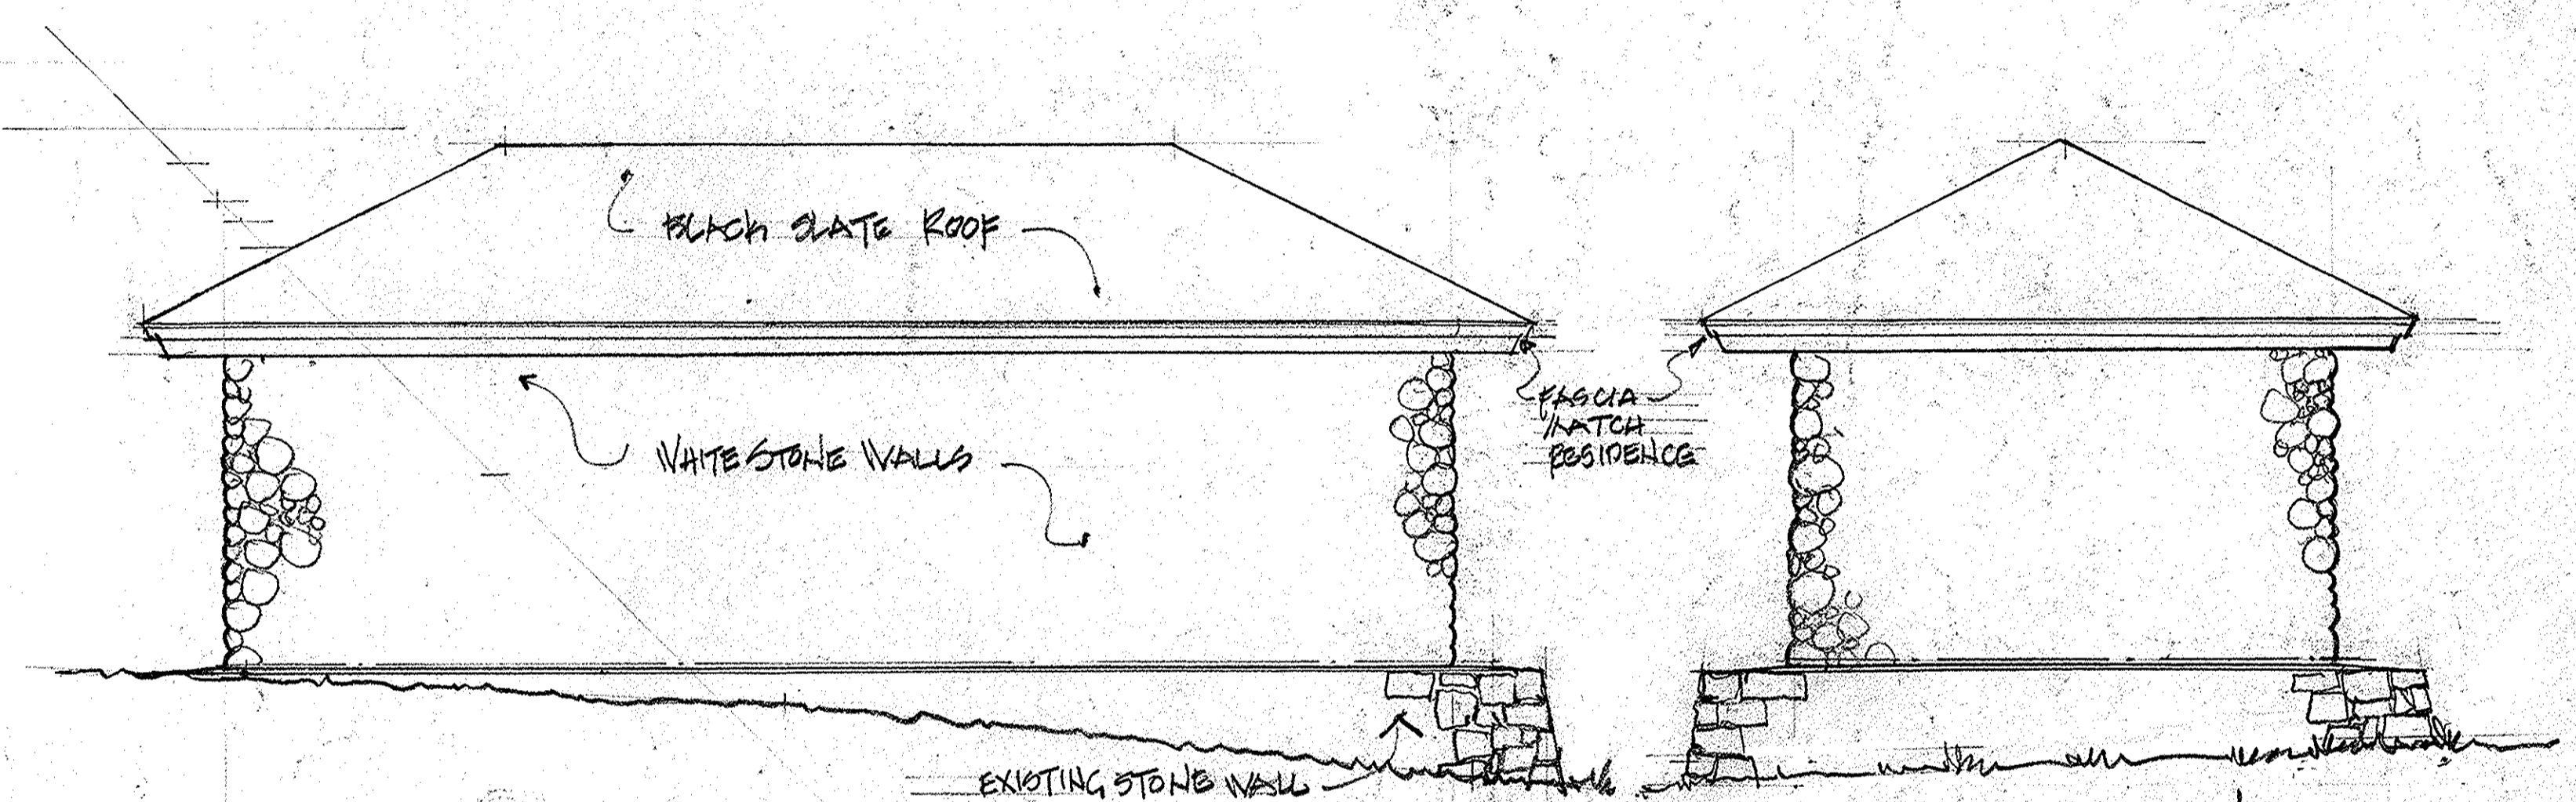 BLACK SLATE ROOF
FASCIA
MATCH
RESIDENCE
WHITE STONE WALLS
EXISTING STONE WALL